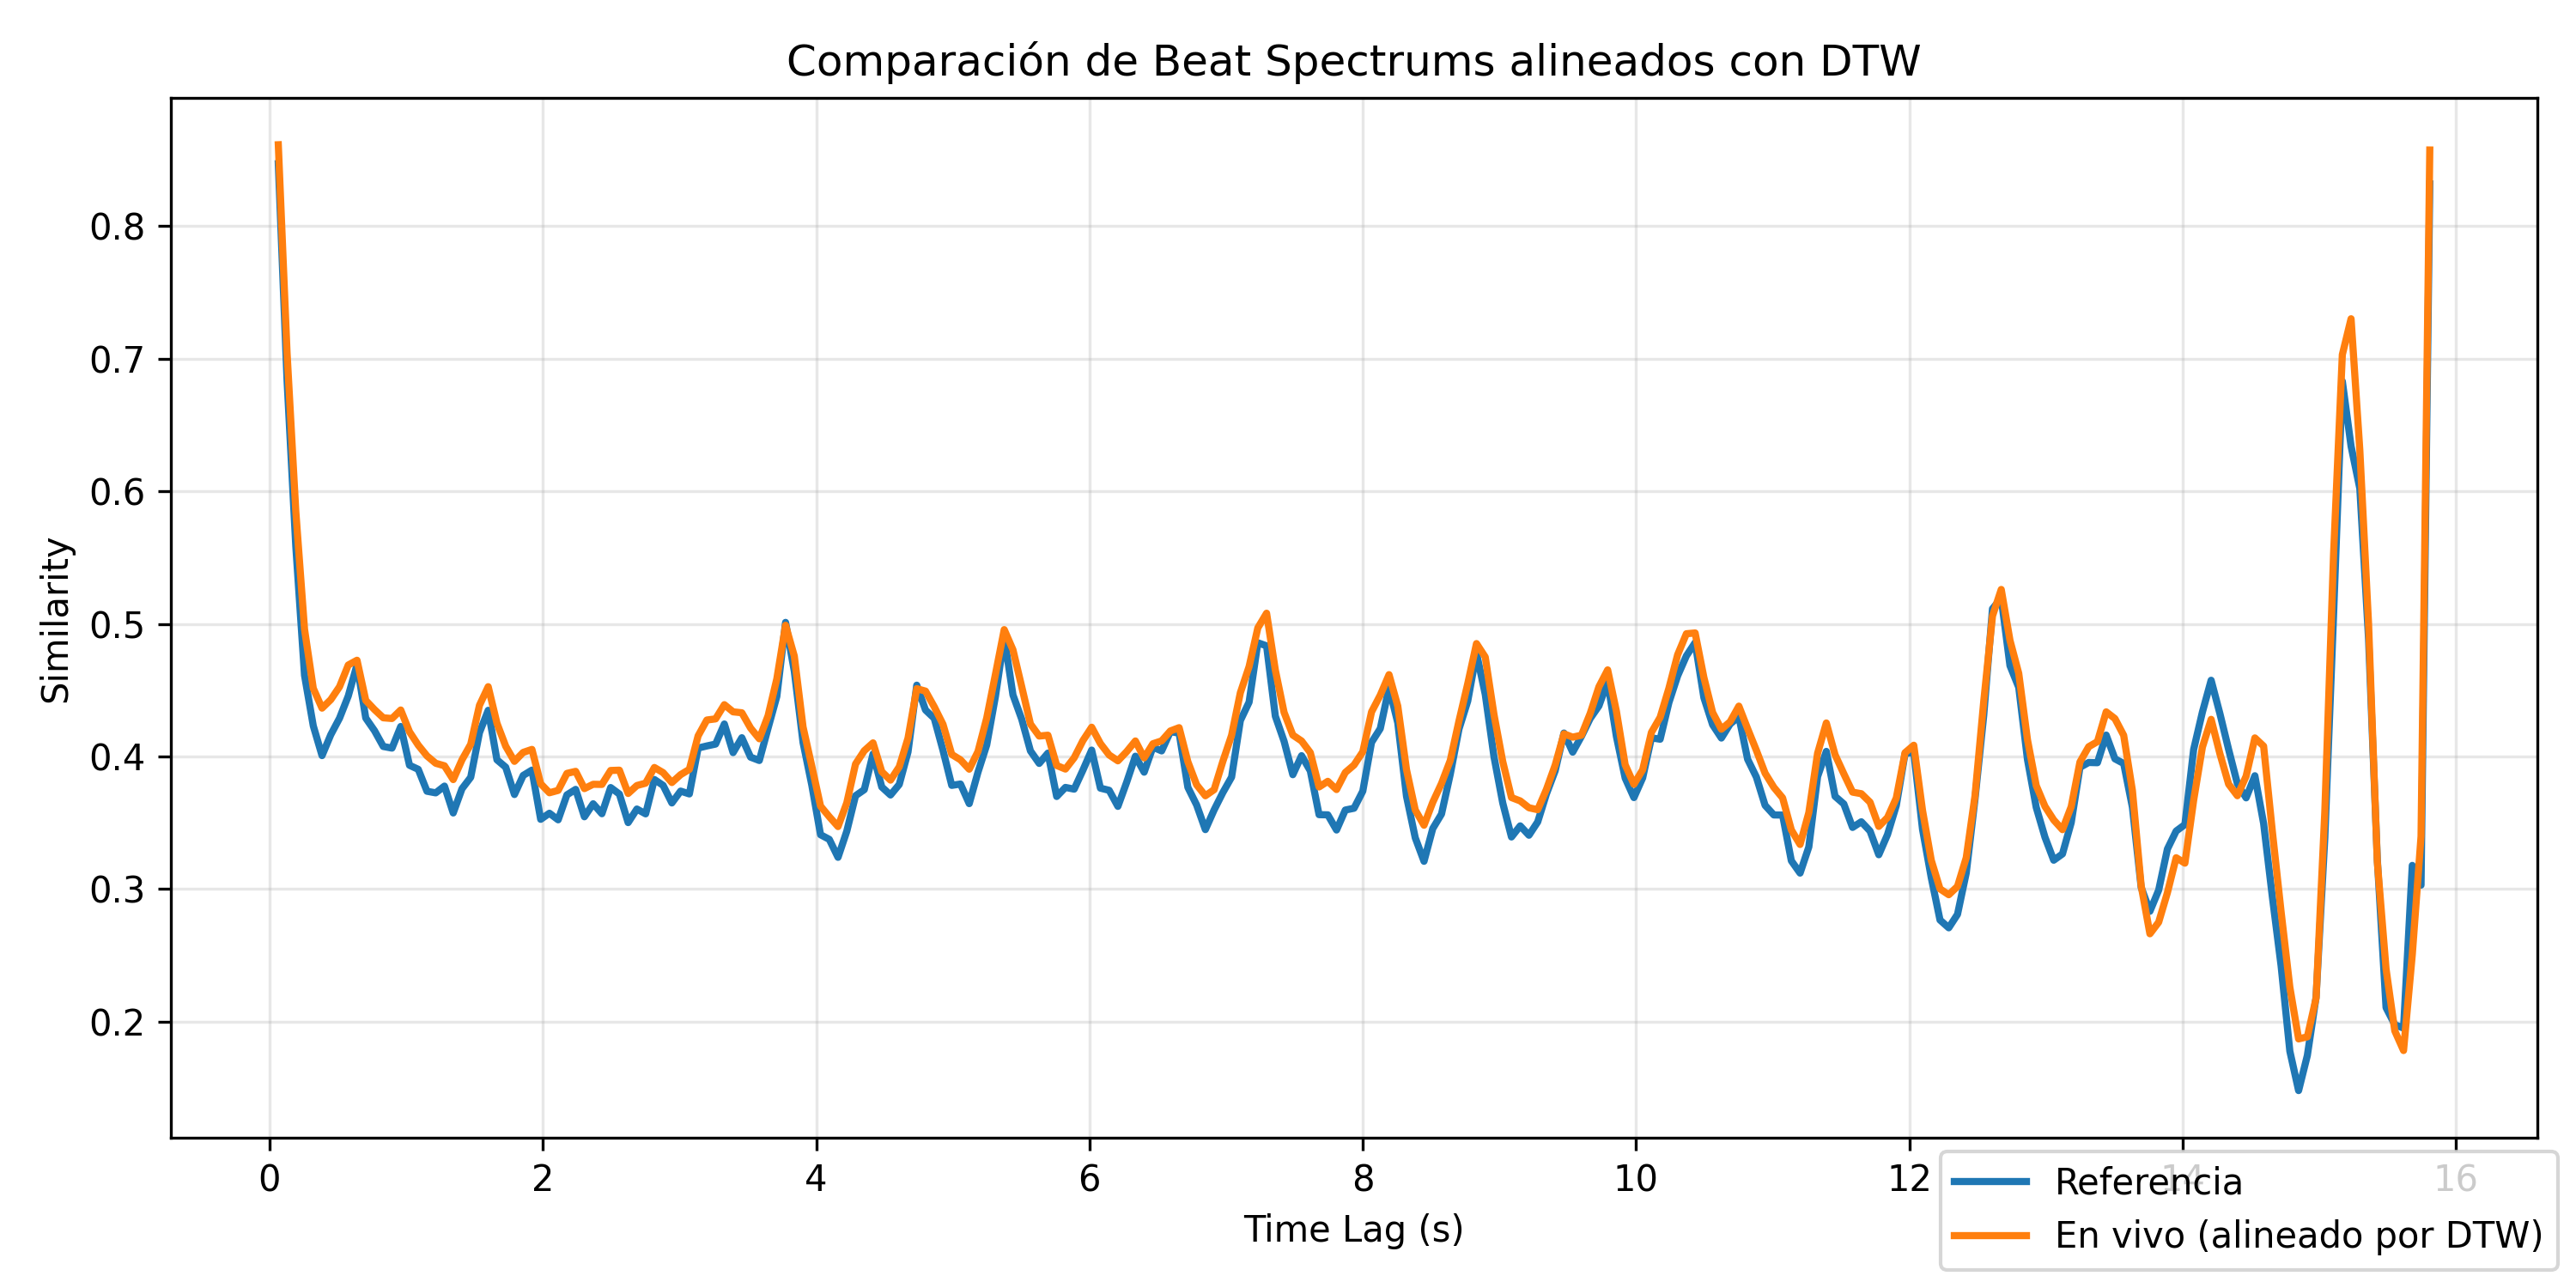 Comparación de Beat Spectrums alineados con DTW
Similarity
0.8
0.7
0.6
0.5
0.4
0.3
0.2
0 2 4 6 8 10 12 14 16
Time Lag (s)
Referencia
En vivo (alineado por DTW)